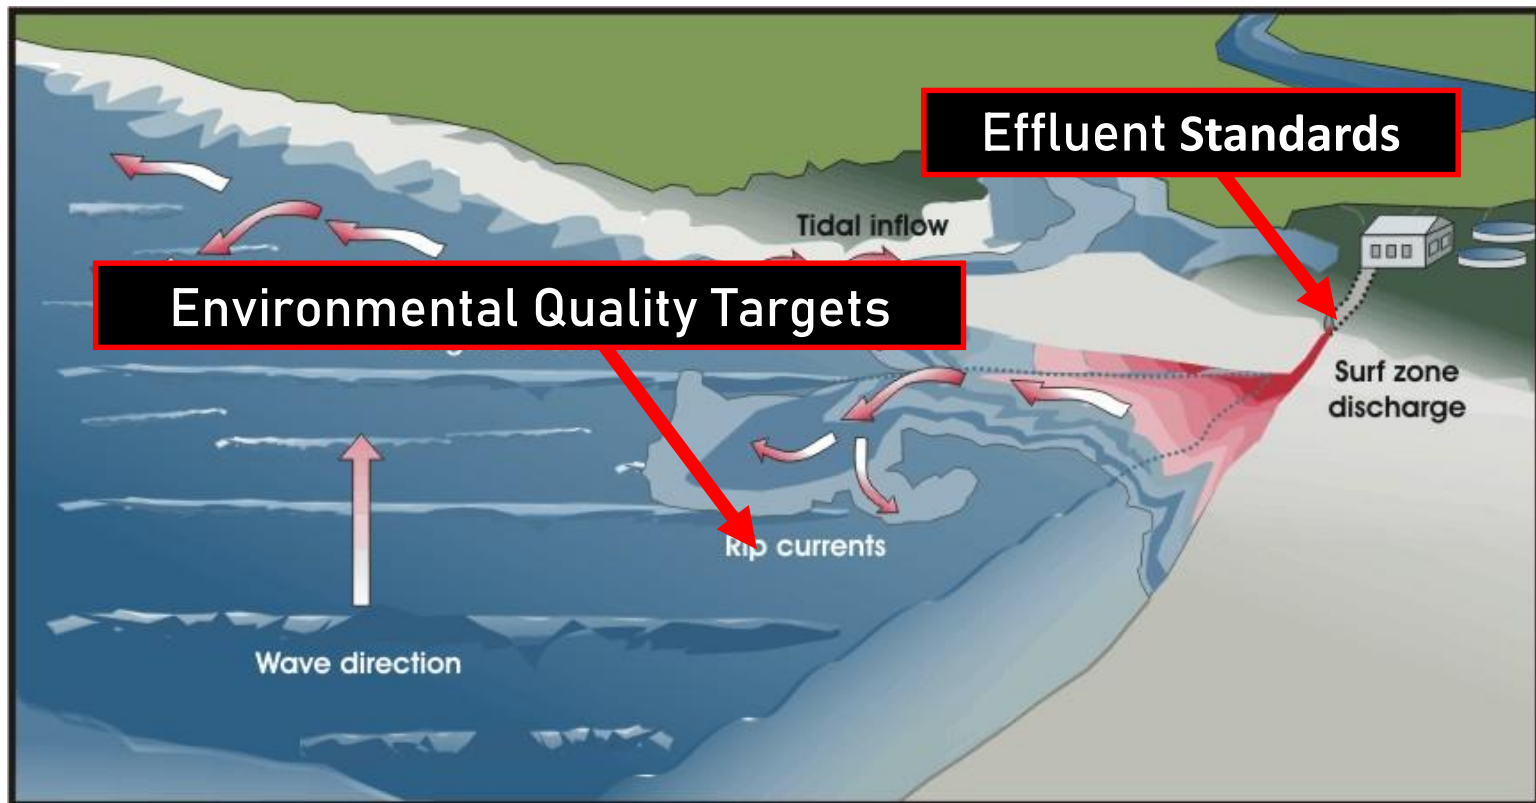 Effluent Standards
Tidal inflow
Environmental Quality Targets
Surf zone
discharge
Rip currents
Wave direction